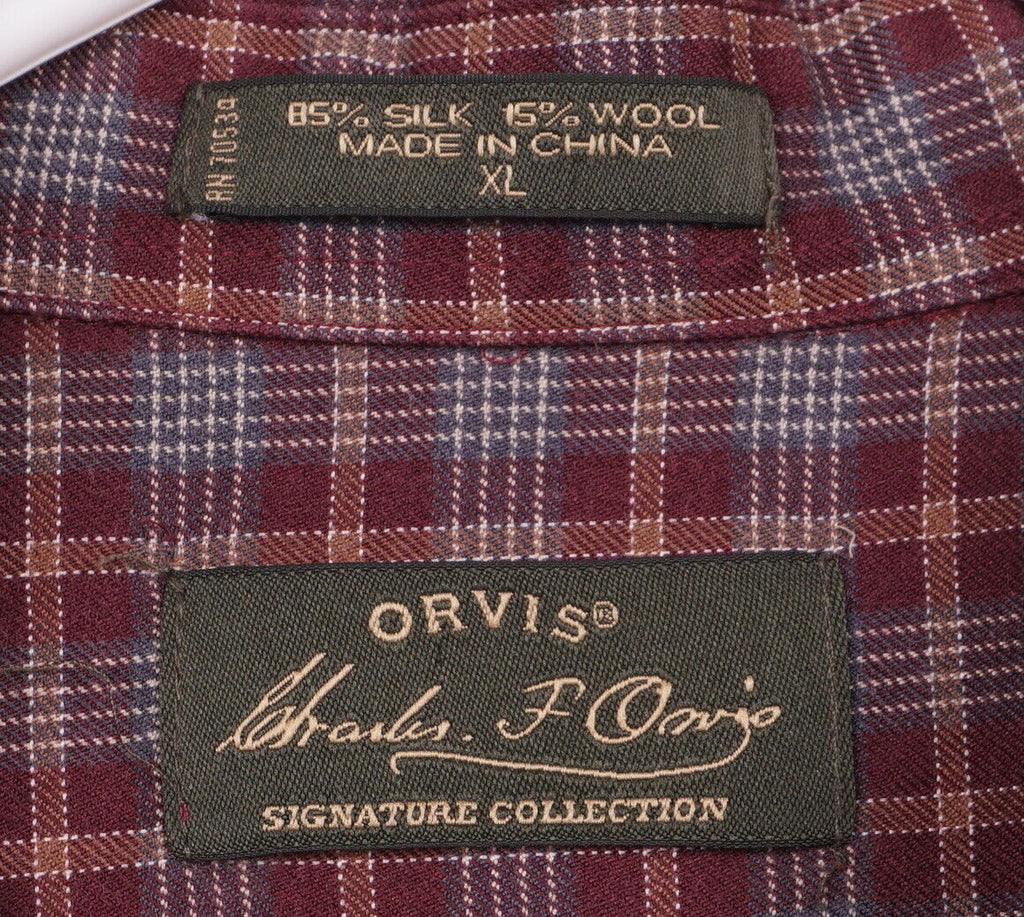 RN 70539
85% SILK 15% WOOL
MADE IN CHINA
XL
ORVIS®
Charles. F Orvis
SIGNATURE COLLECTION